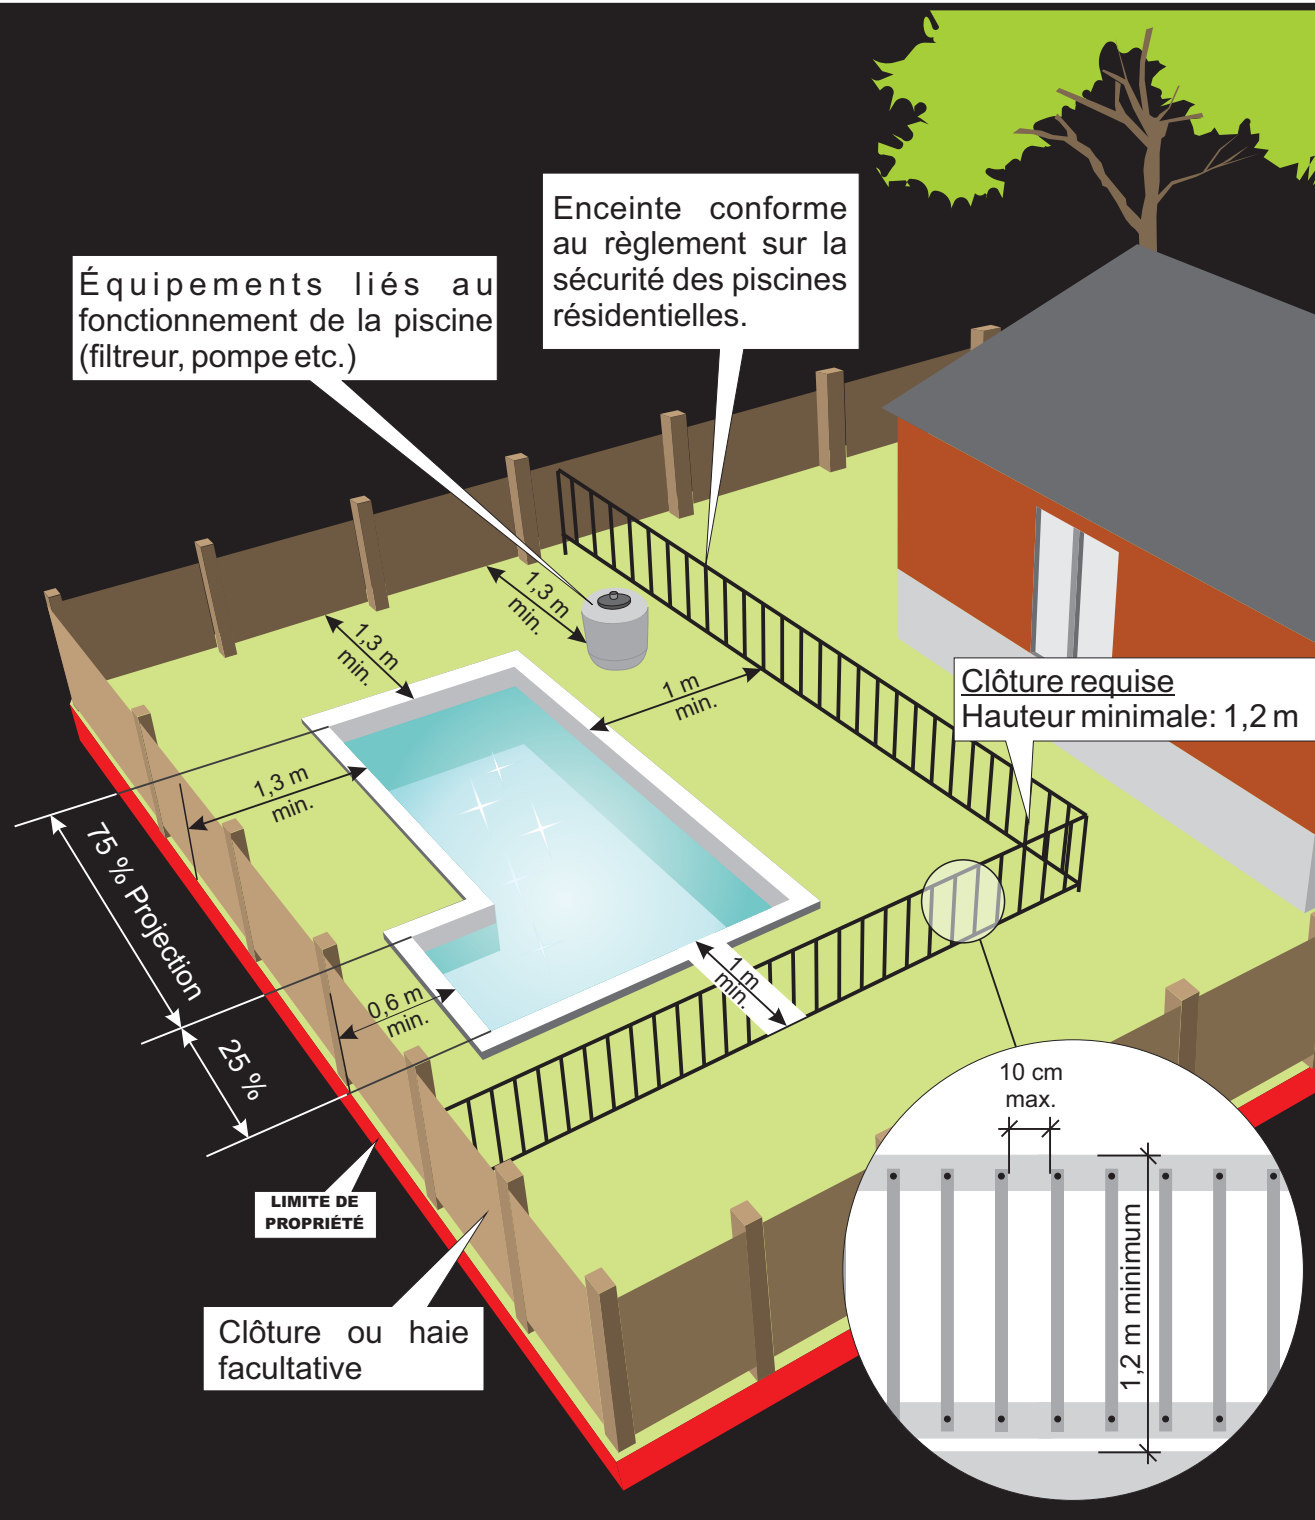 Enceinte conforme
au règlement sur la
sécurité des piscines
résidentielles.
Équipements liés au
fonctionnement de la piscine
(filtreur, pompe etc.)
1,3 m
min.
1,3 m
min.
1 m
min.
Clôture requise
Hauteur minimale: 1,2 m
1,3 m
min.
75 % Projection
0,6 m
min.
1 m
min.
25 %
10 cm
max.
1,2 m minimum
LIMITE DE
PROPRIÉTÉ
Clôture ou haie
facultative